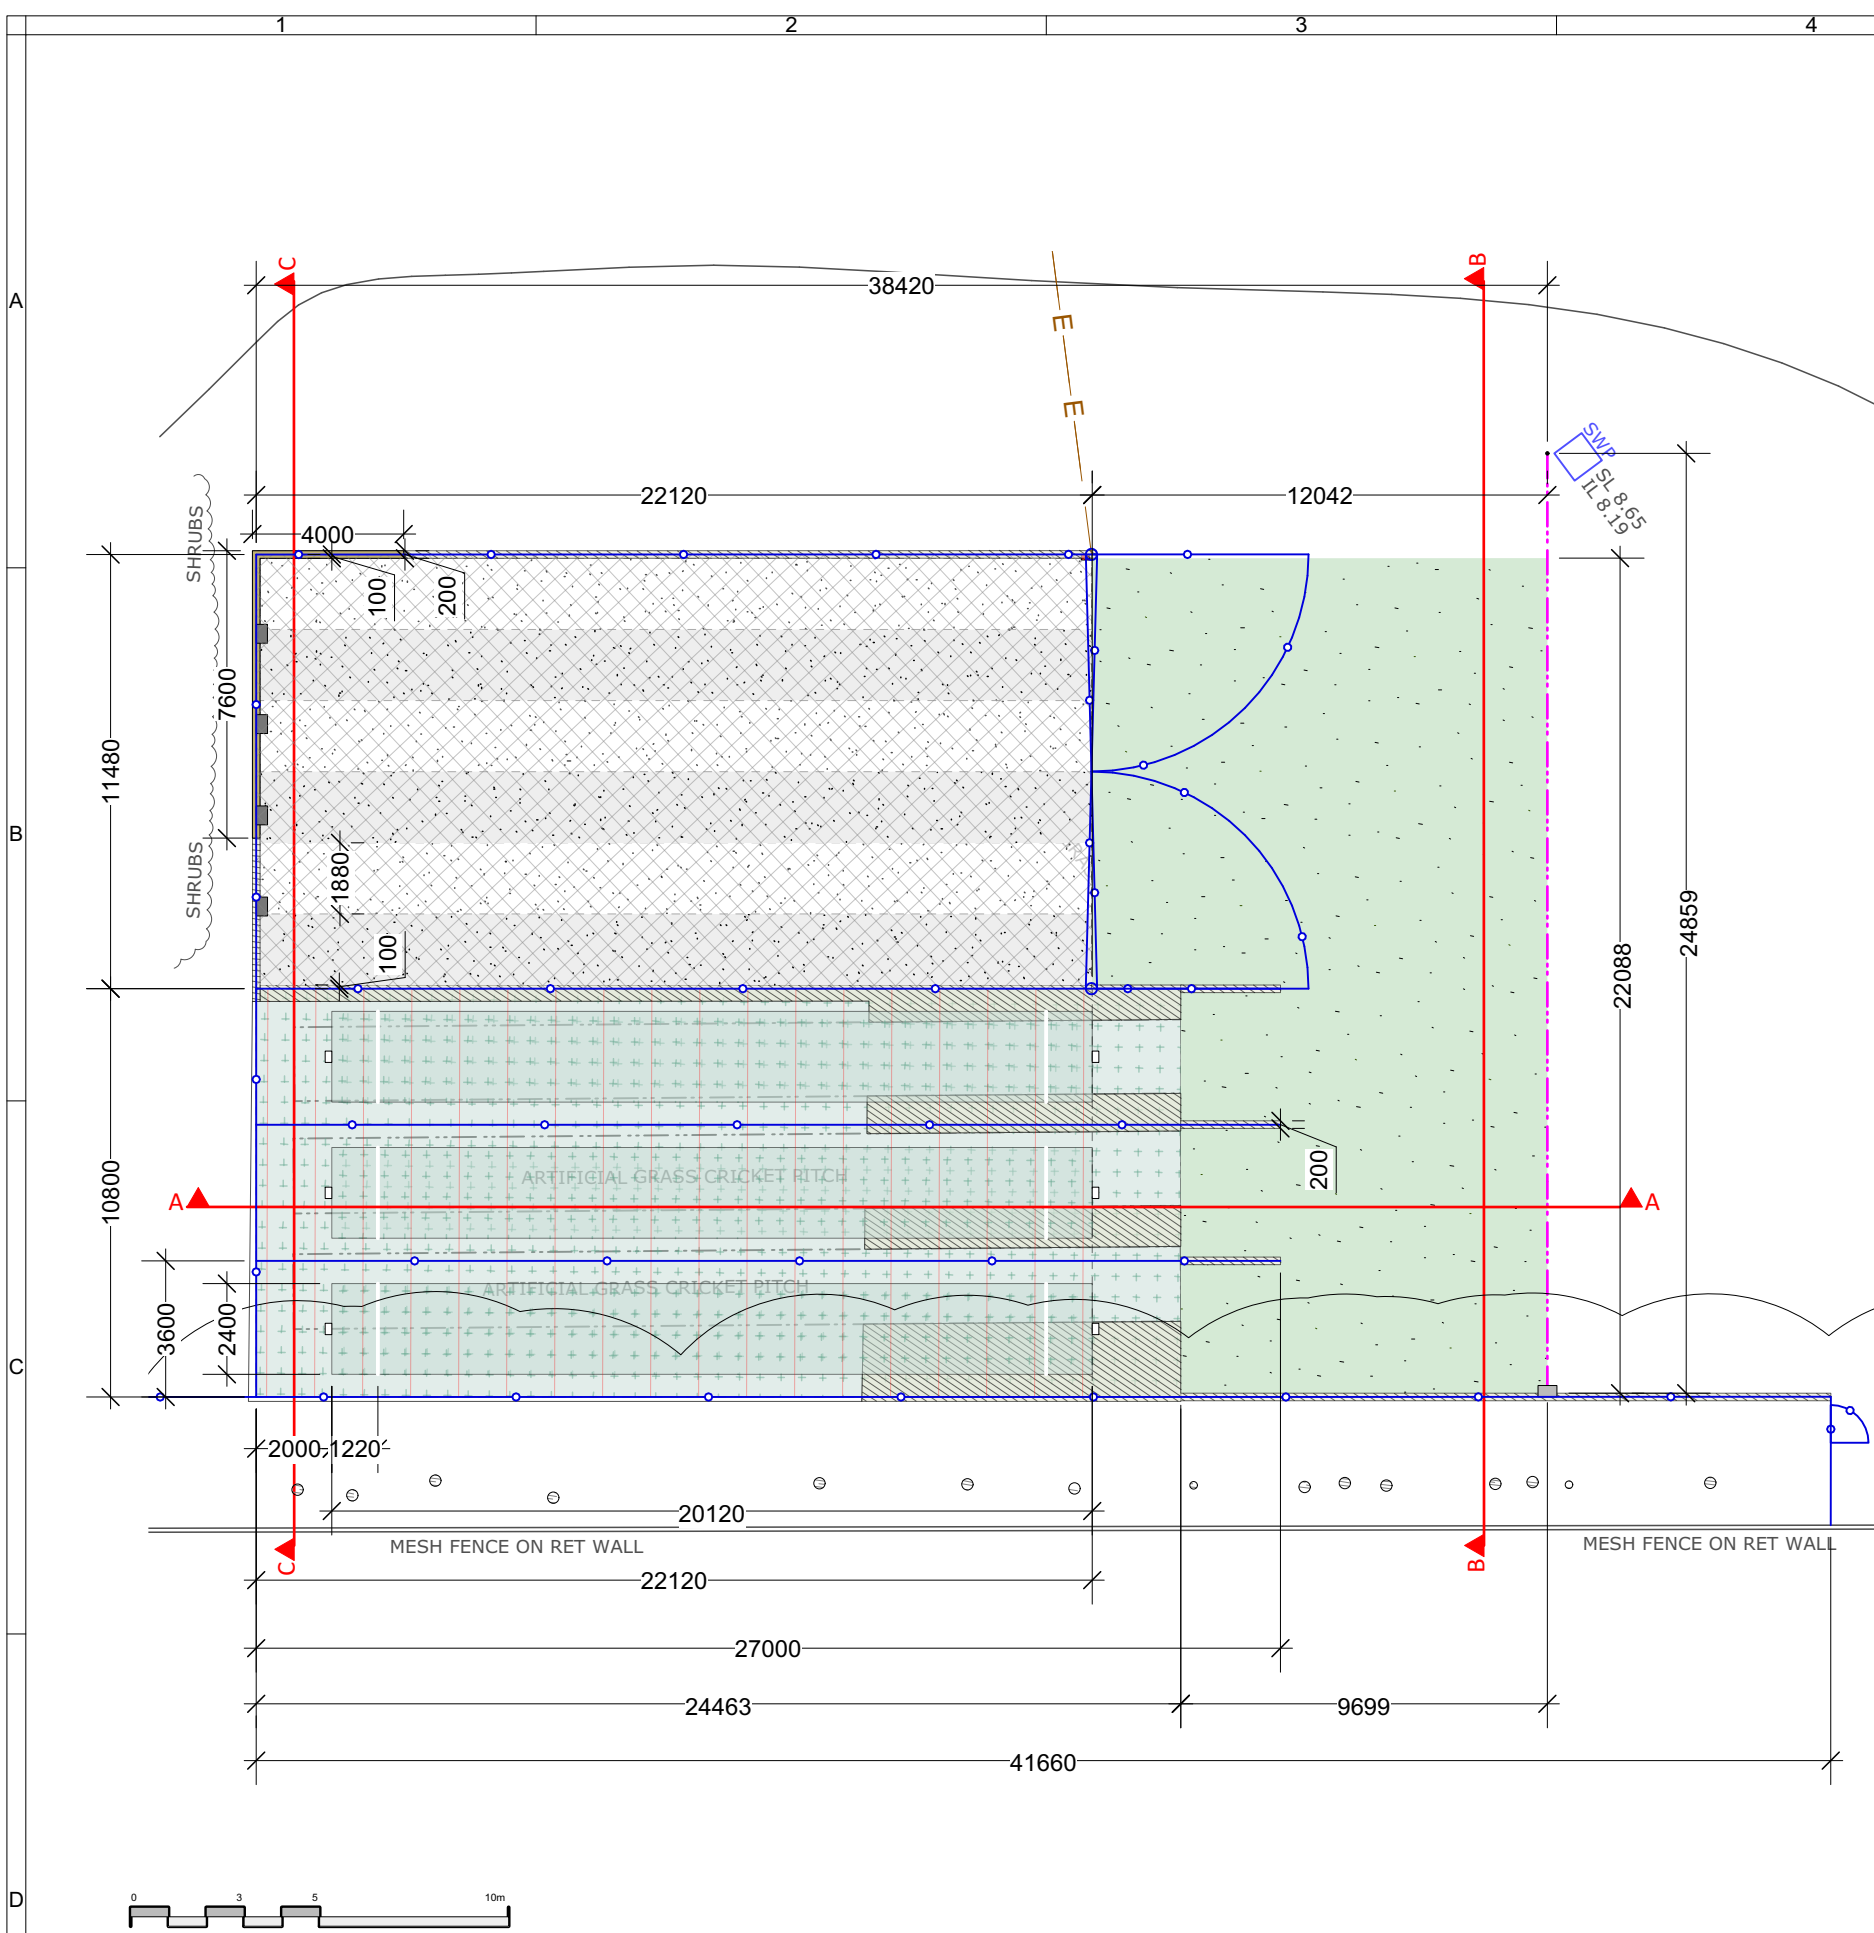 1 2 3 4
A
B
C
D
C
B
38420
E
E
SWP
SL 8.65
IL 8.19
22120
12042
4000
SHRUBS
100
200
7600
11480
1880
SHRUBS
100
24859
22088
10800
ARTIFICIAL GRASS CRICKET PITCH
200
A
A
ARTIFICIAL GRASS CRICKET PITCH
3600
2400
2000
1220
20120
MESH FENCE ON RET WALL
MESH FENCE ON RET WALL
C
B
22120
27000
24463
9699
41660
0 3 5 10m